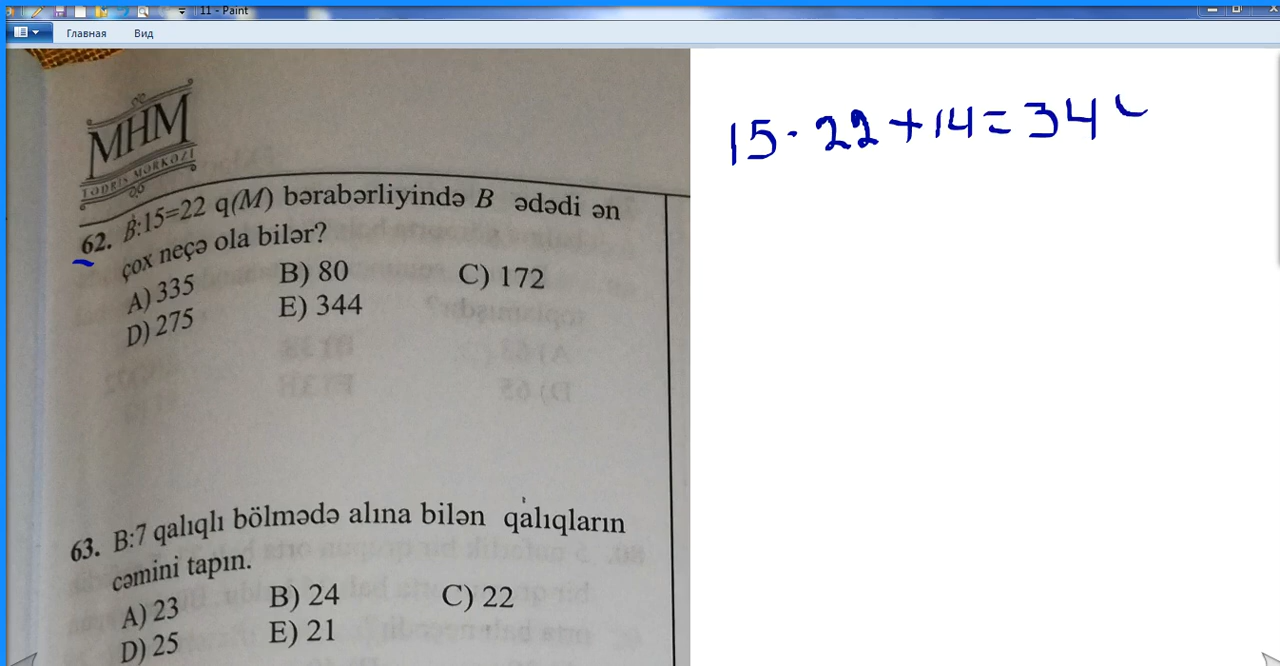 11 - Paint
Главная Вид
MHM
TƏDRİS MƏRKƏZİ
62. B:15=22 q(M) bərabərliyində B ədədi ən
çox neçə ola bilər?
A) 335 B) 80 C) 172
D) 275 E) 344
63. B:7 qalıqlı bölmədə alına bilən qalıqların
cəmini tapın.
A) 23 B) 24 C) 22
D) 25 E) 21
15 · 22 + 14 = 344